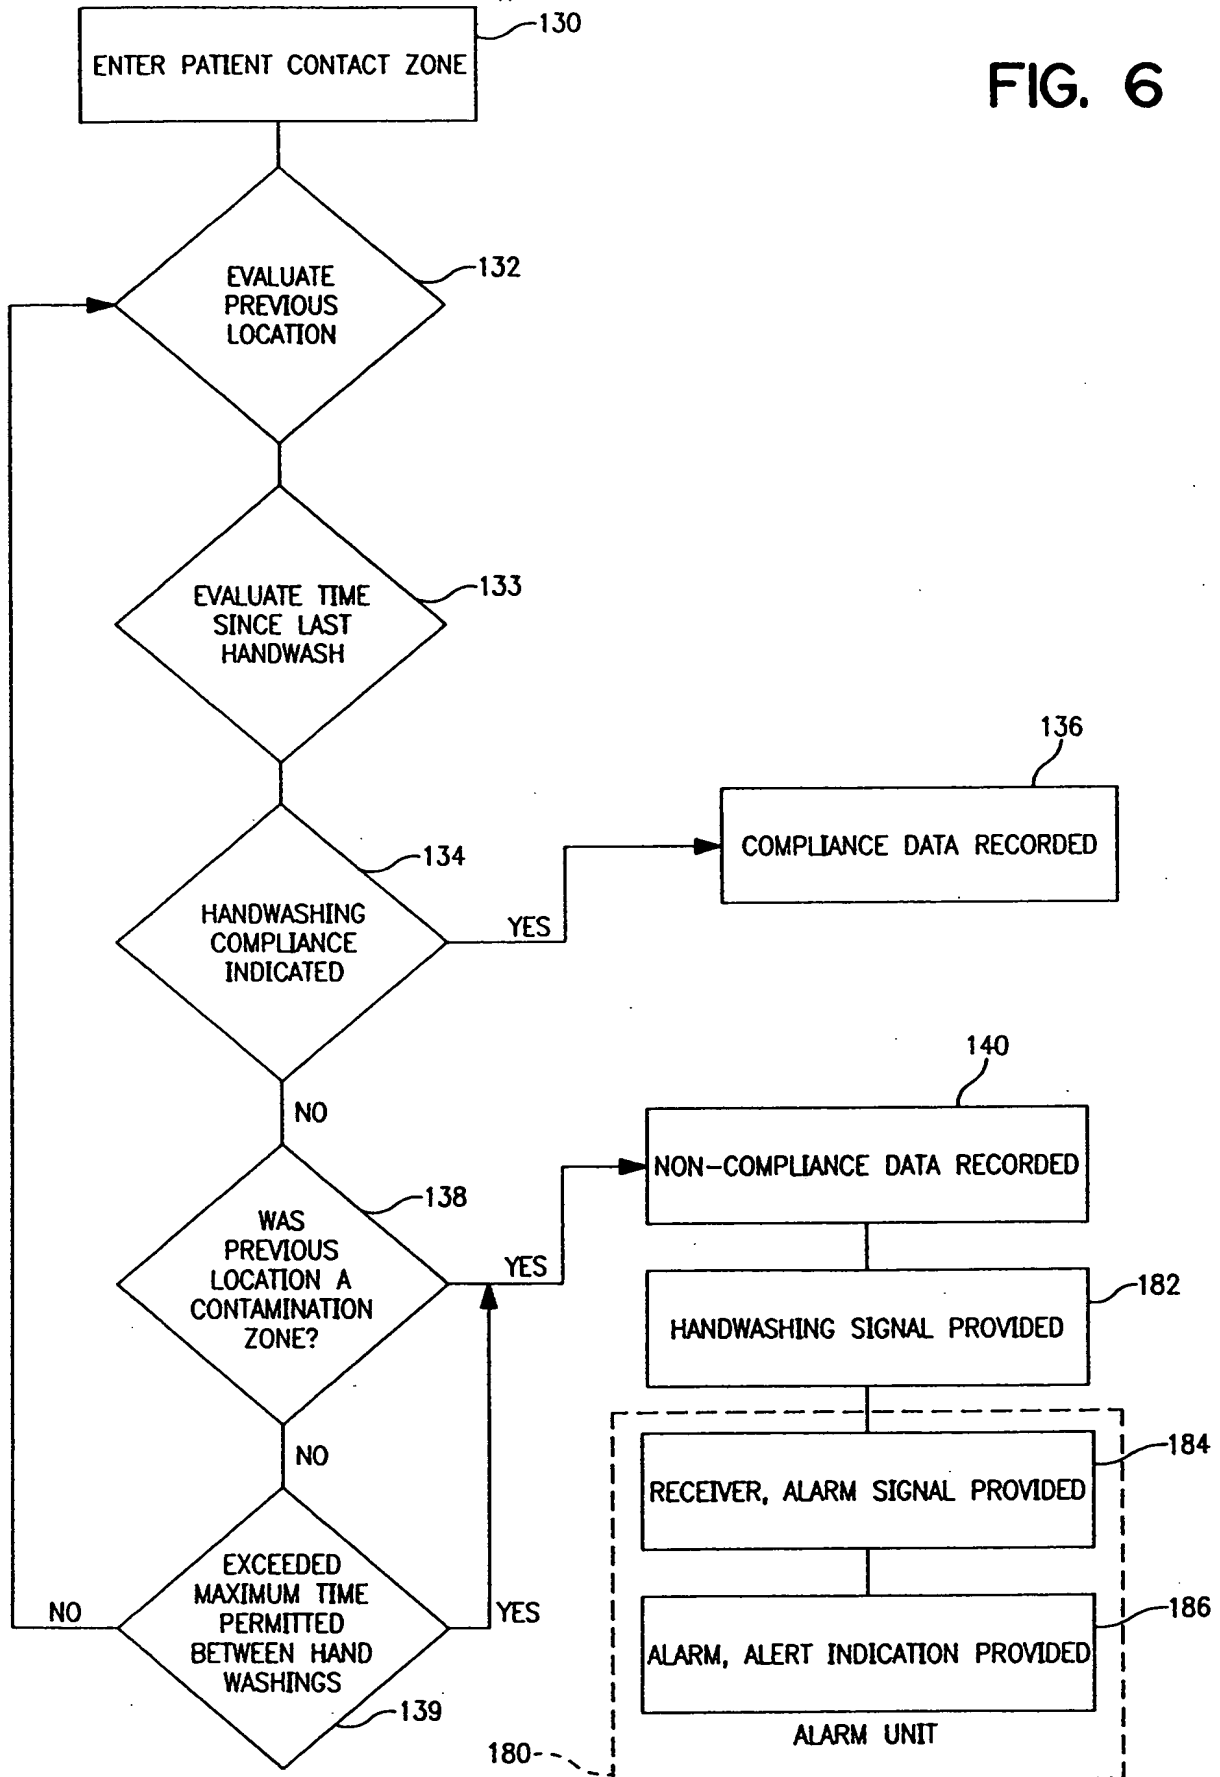 130
ENTER PATIENT CONTACT ZONE
FIG. 6
132
EVALUATE
PREVIOUS
LOCATION
133
EVALUATE TIME
SINCE LAST
HANDWASH
136
COMPLIANCE DATA RECORDED
134
HANDWASHING
COMPLIANCE
INDICATED
YES
NO
140
NON-COMPLIANCE DATA RECORDED
138
WAS
PREVIOUS
LOCATION A
CONTAMINATION
ZONE?
YES
182
HANDWASHING SIGNAL PROVIDED
NO
184
RECEIVER, ALARM SIGNAL PROVIDED
EXCEEDED
MAXIMUM TIME
PERMITTED
BETWEEN HAND
WASHINGS
NO
YES
139
186
ALARM, ALERT INDICATION PROVIDED
ALARM UNIT
180